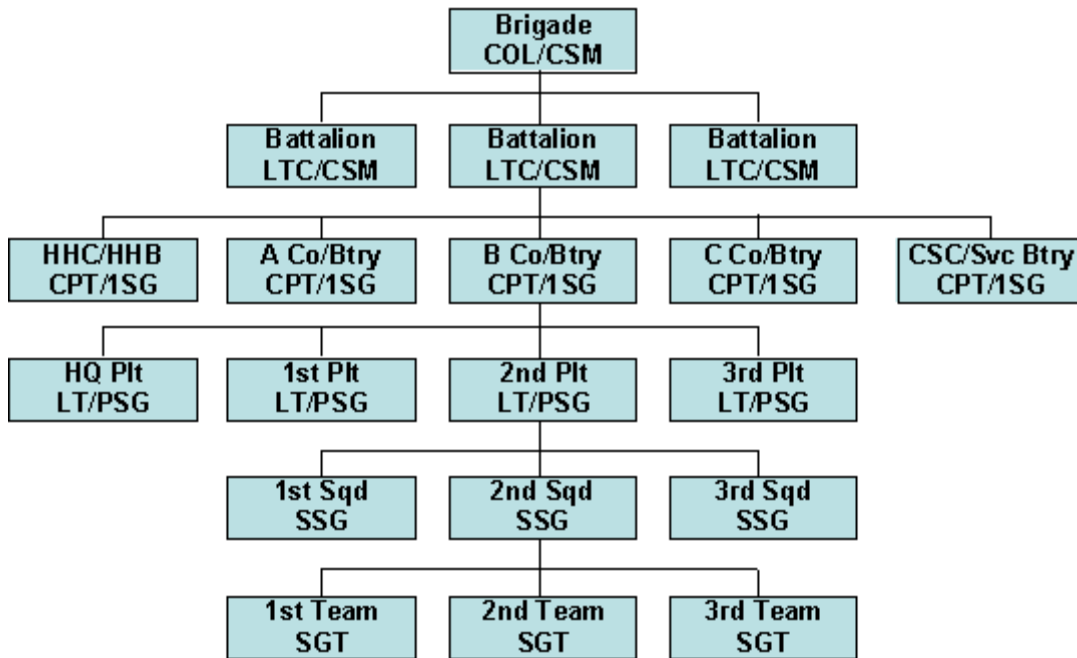 Brigade
COL/CSM
Battalion
LTC/CSM
Battalion
LTC/CSM
Battalion
LTC/CSM
HHC/HHB
CPT/1SG
A Co/Btry
CPT/1SG
B Co/Btry
CPT/1SG
C Co/Btry
CPT/1SG
CSC/Svc Btry
CPT/1SG
HQ Plt
LT/PSG
1st Plt
LT/PSG
2nd Plt
LT/PSG
3rd Plt
LT/PSG
1st Sqd
SSG
2nd Sqd
SSG
3rd Sqd
SSG
1st Team
SGT
2nd Team
SGT
3rd Team
SGT